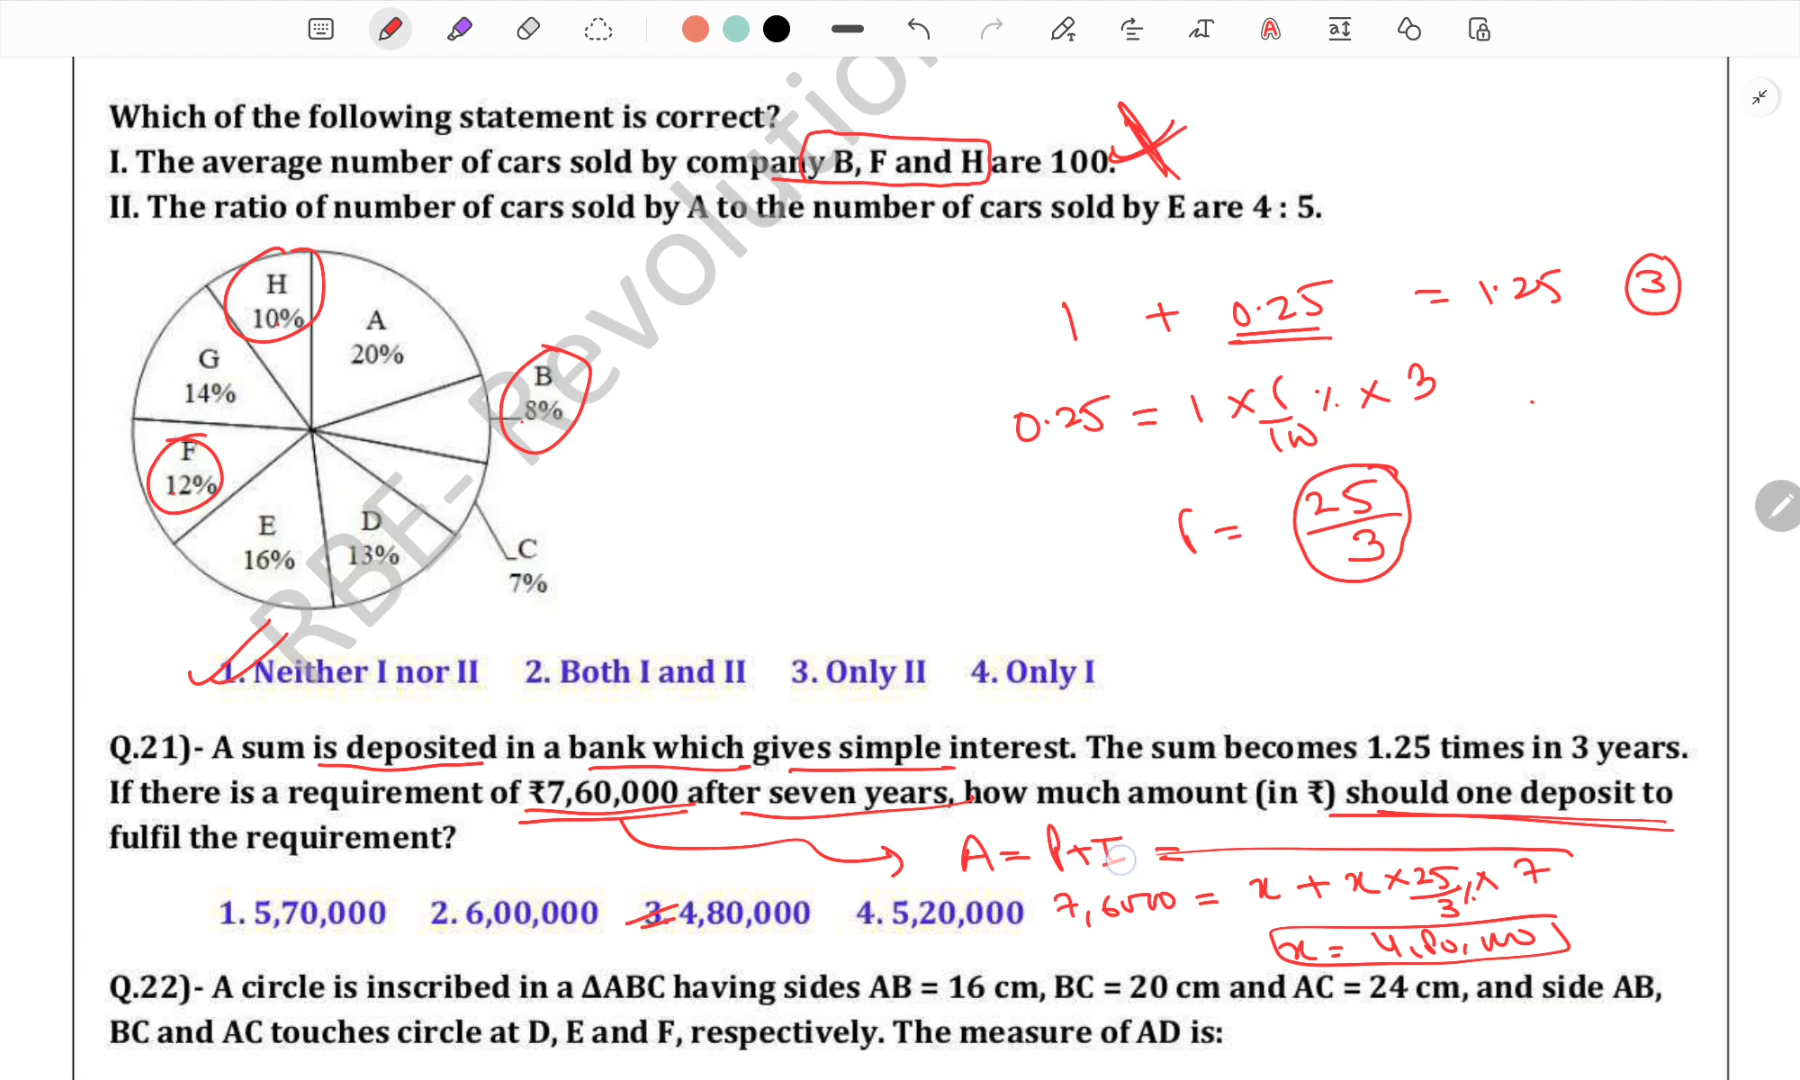 Which of the following statement is correct?
I. The average number of cars sold by company B, F and H are 100.
II. The ratio of number of cars sold by A to the number of cars sold by E are 4 : 5.
H
10%
A
20%
G
14%
B
8%
F
12%
E
16%
D
13%
C
7%
RBE- Revolution
1 + 0.25 = 1.25 3
0.25 = 1 × r/100 % × 3
r = 25/3
1. Neither I nor II 2. Both I and II 3. Only II 4. Only I
Q.21)- A sum is deposited in a bank which gives simple interest. The sum becomes 1.25 times in 3 years.
If there is a requirement of ₹7,60,000 after seven years, how much amount (in ₹) should one deposit to
fulfil the requirement?
A = P+I =
7,60000 = x + x × 25/3 % × 7
1. 5,70,000 2. 6,00,000 3. 4,80,000 4. 5,20,000
x = 4,80,000
Q.22)- A circle is inscribed in a ΔABC having sides AB = 16 cm, BC = 20 cm and AC = 24 cm, and side AB,
BC and AC touches circle at D, E and F, respectively. The measure of AD is: